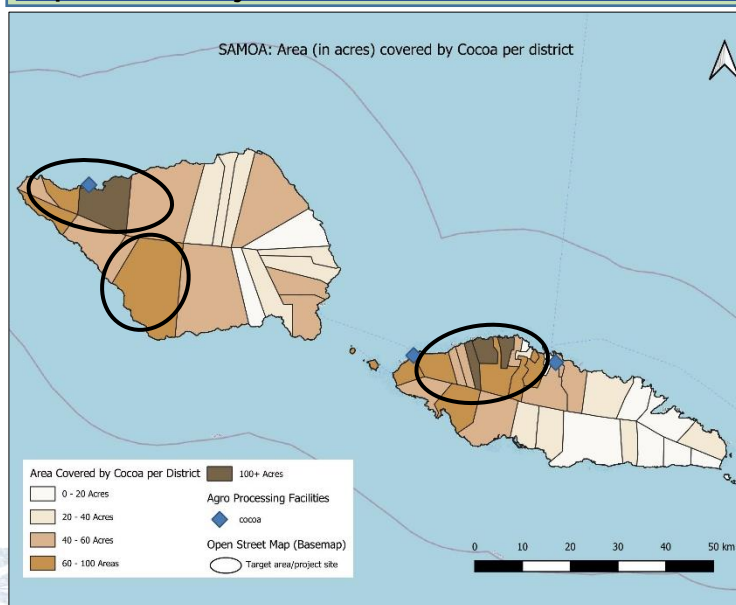 SAMOA: Area (in acres) covered by Cocoa per district
Area Covered by Cocoa per District
0 - 20 Acres
20 - 40 Acres
40 - 60 Acres
60 - 100 Areas
100+ Acres
Agro Processing Facilities
cocoa
Open Street Map (Basemap)
Target area/project site
0 10 20 30 40 50 km